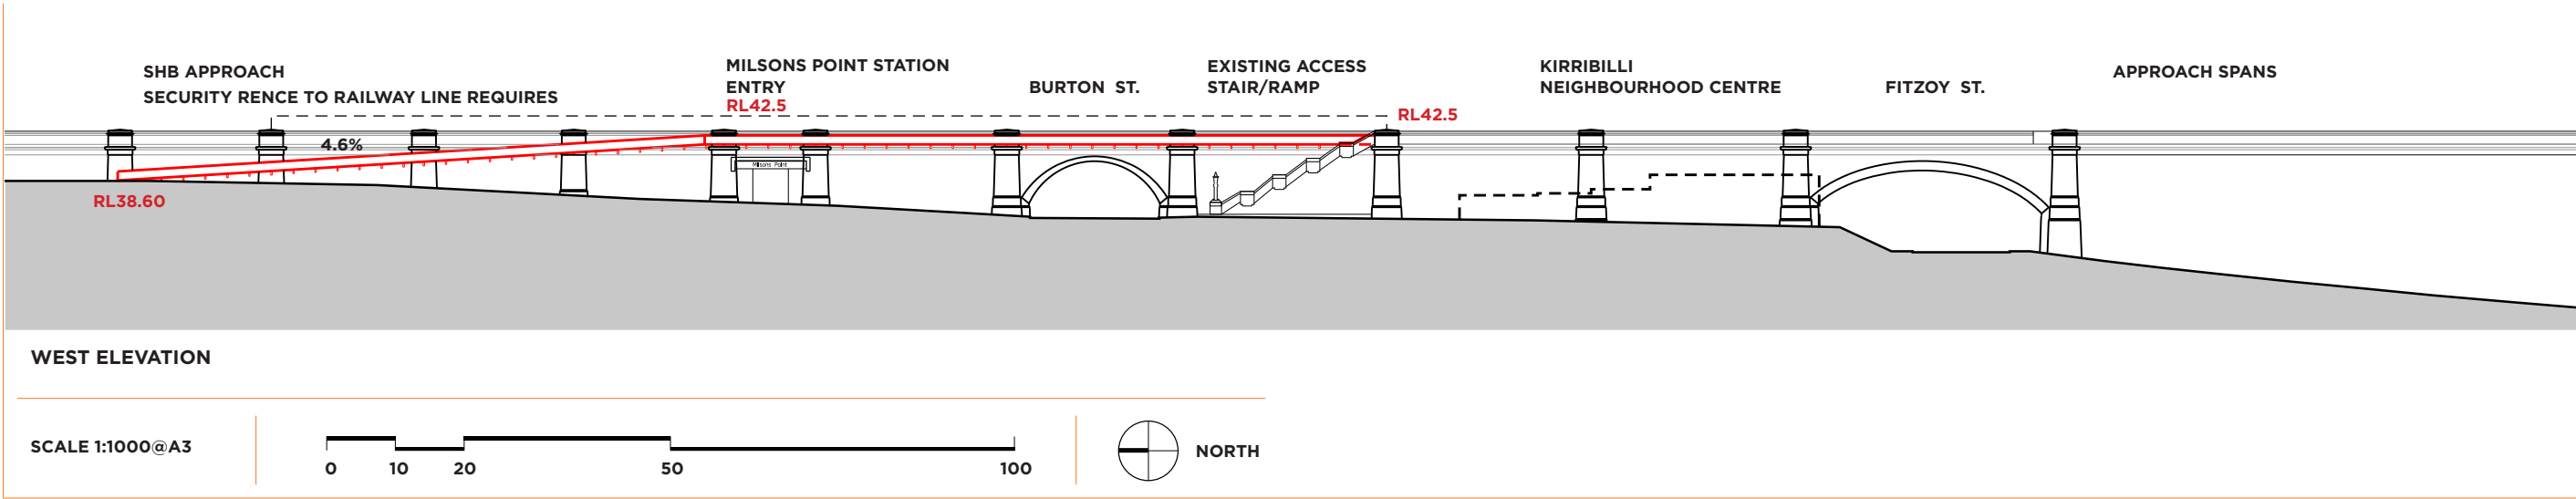 SHB APPROACH
SECURITY RENCE TO RAILWAY LINE REQUIRES
MILSONS POINT STATION
ENTRY
RL42.5
BURTON ST.
EXISTING ACCESS
STAIR/RAMP
RL42.5
KIRRIBILLI
NEIGHBOURHOOD CENTRE
FITZOY ST.
APPROACH SPANS
4.6%
Milsons Point
RL38.60
WEST ELEVATION
SCALE 1:1000@A3
0 10 20 50 100
NORTH